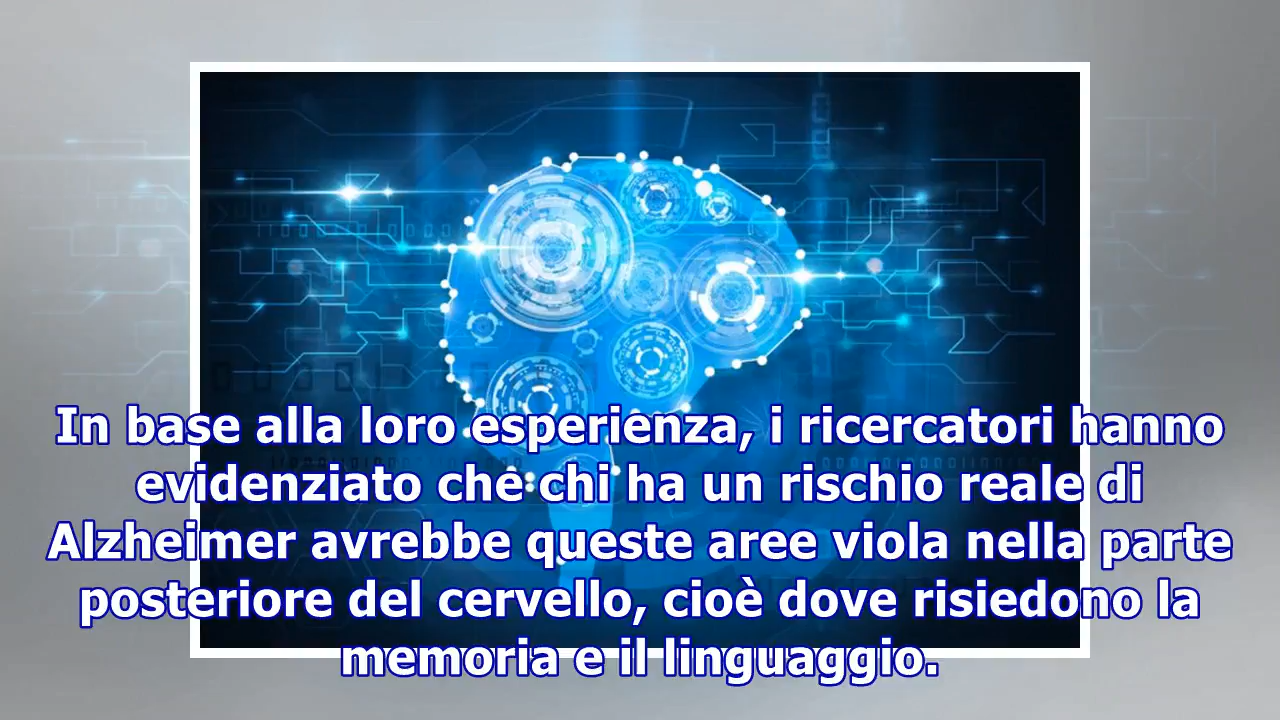 In base alla loro esperienza, i ricercatori hanno
evidenziato che chi ha un rischio reale di
Alzheimer avrebbe queste aree viola nella parte
posteriore del cervello, cioè dove risiedono la
memoria e il linguaggio.